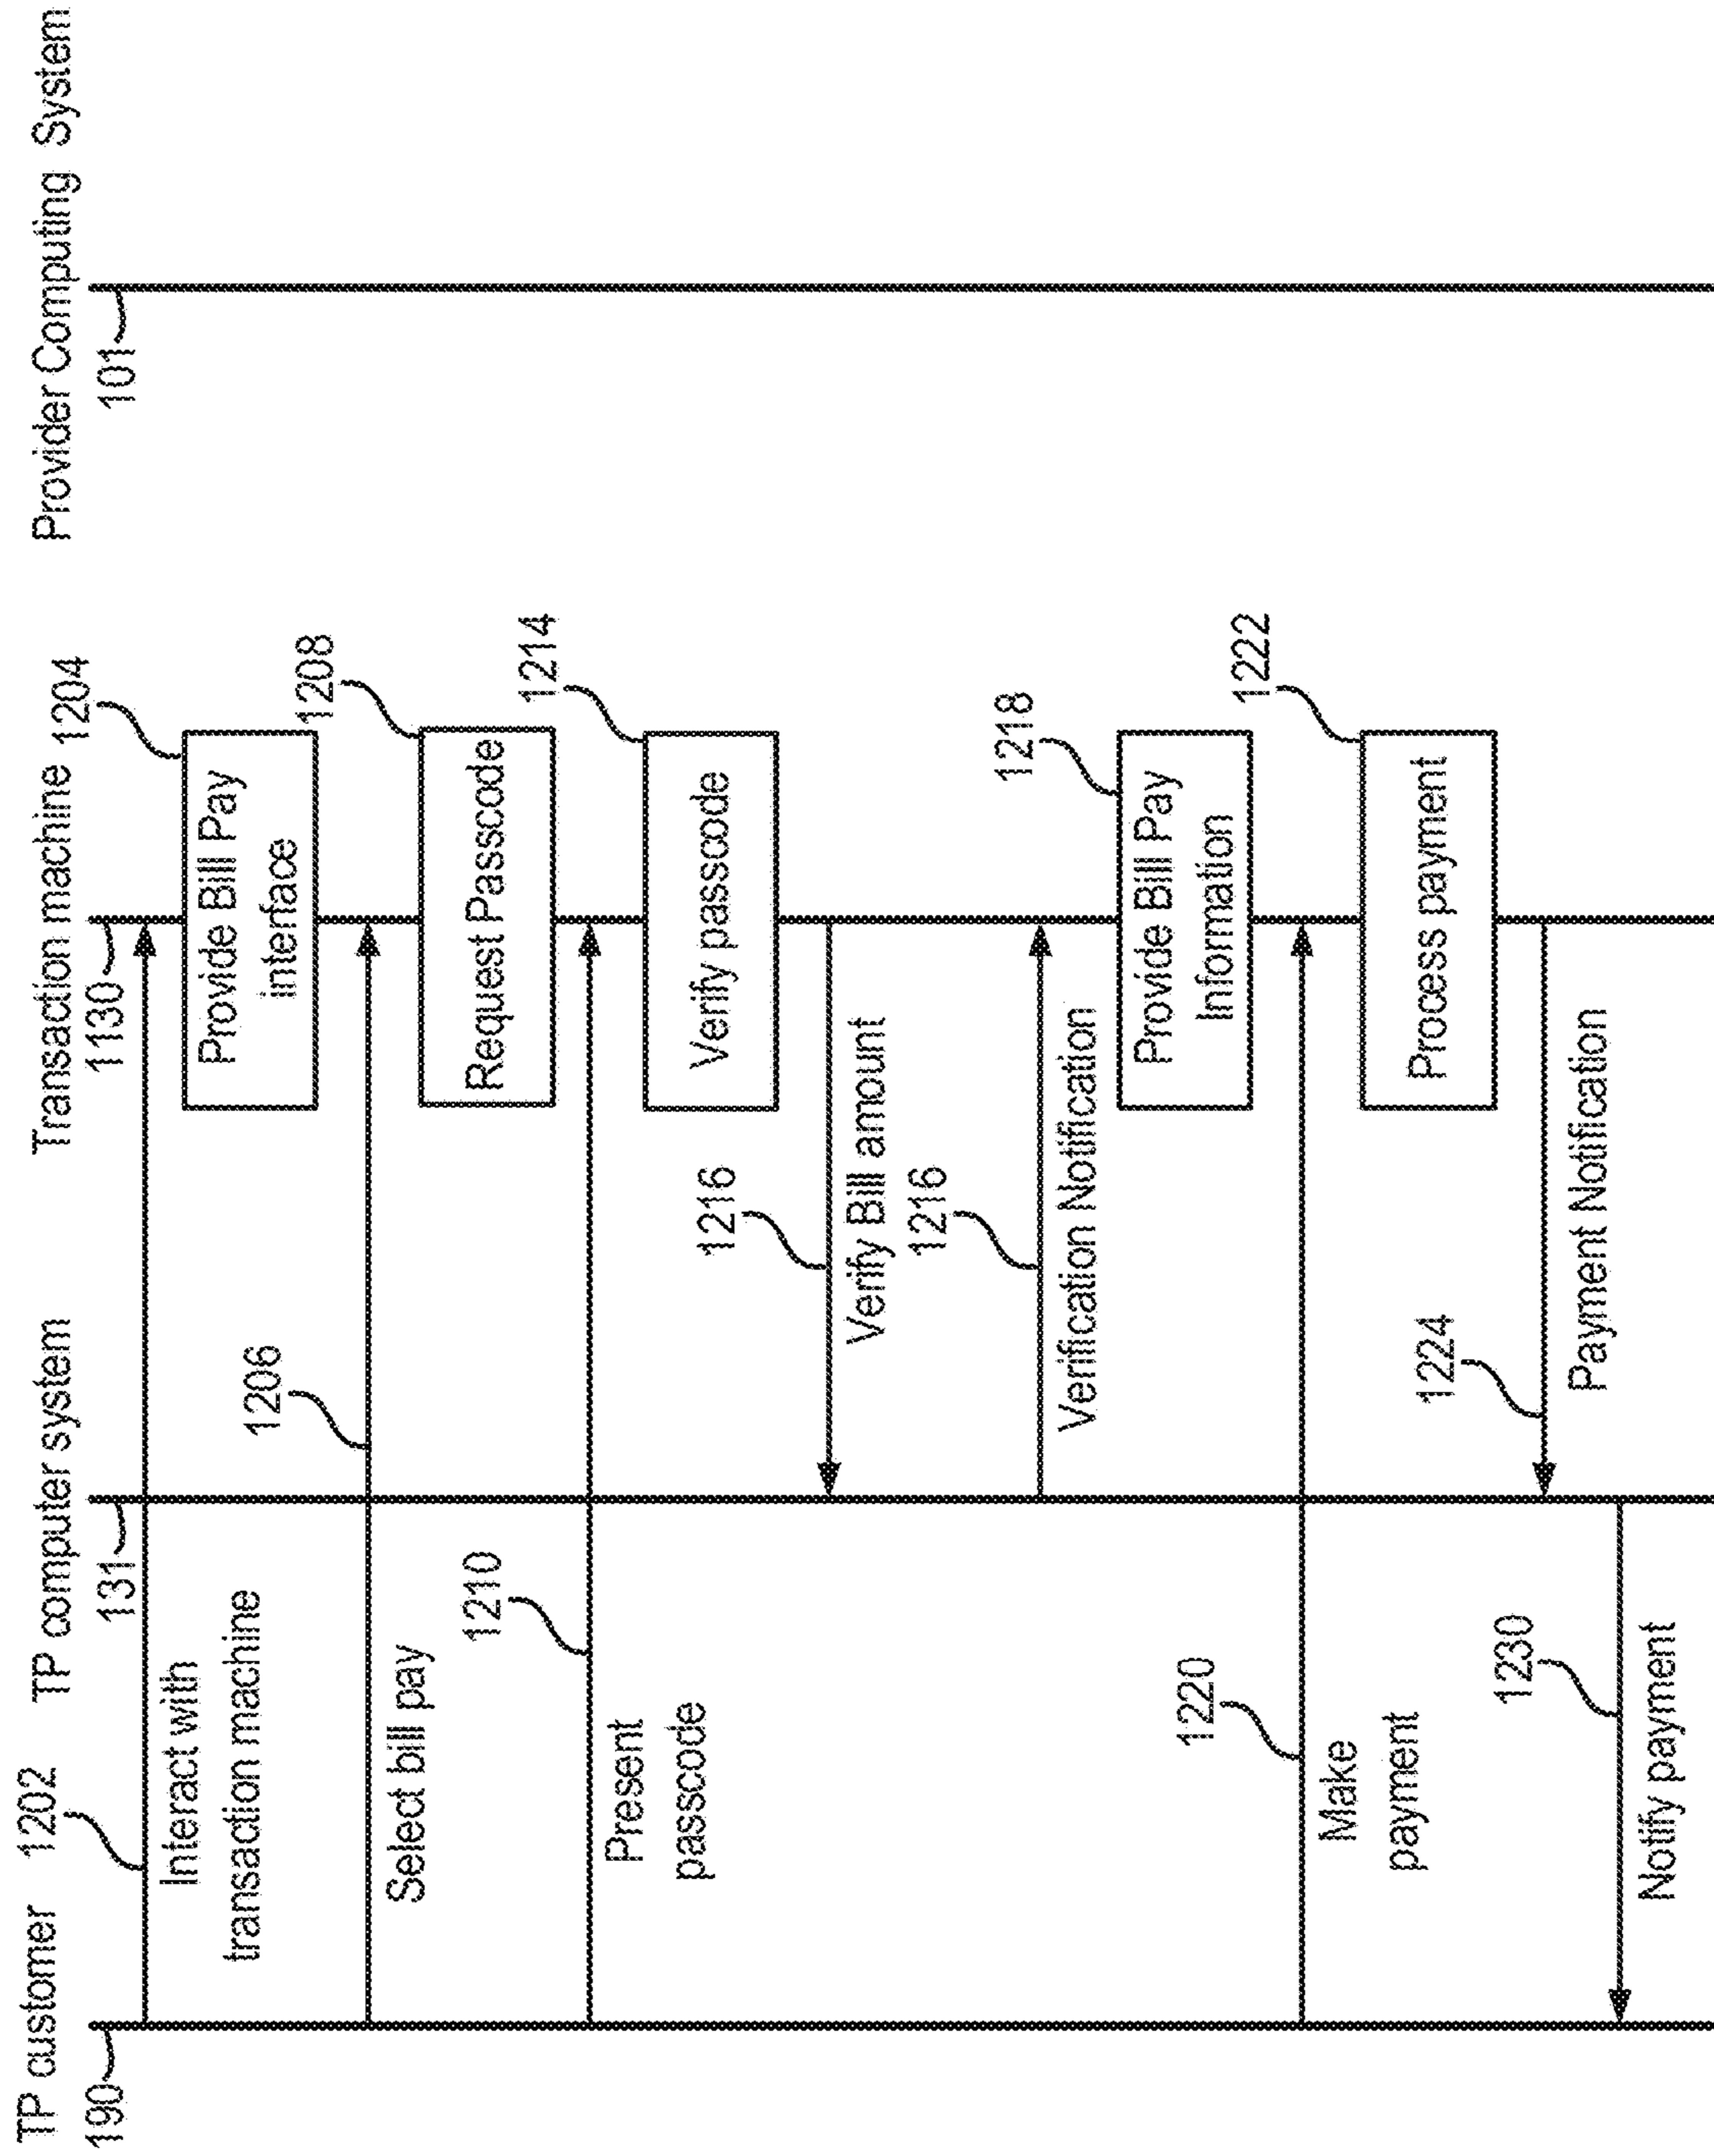 TP customer
TP computer system
Transaction machine
Provider Computing System
190
1202
131
1130
1204
101
Interact with
transaction machine
Provide Bill Pay
interface
1206
Select bill pay
1208
Request Passcode
1210
Present
passcode
1214
Verify passcode
1216
Verify Bill amount
1216
Verification Notification
1218
Provide Bill Pay
Information
1220
Make
payment
1222
Process payment
1224
Payment Notification
1230
Notify payment